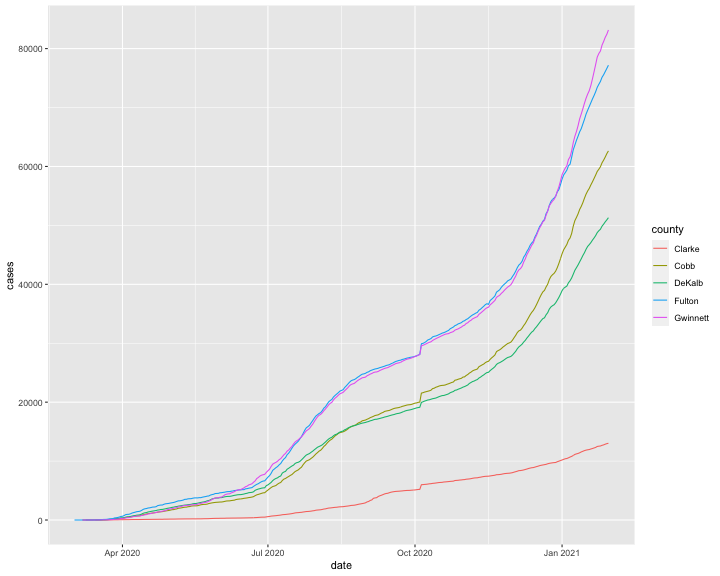 80000
60000
40000
20000
0
cases
Apr 2020
Jul 2020
Oct 2020
Jan 2021
date
county
Clarke
Cobb
DeKalb
Fulton
Gwinnett